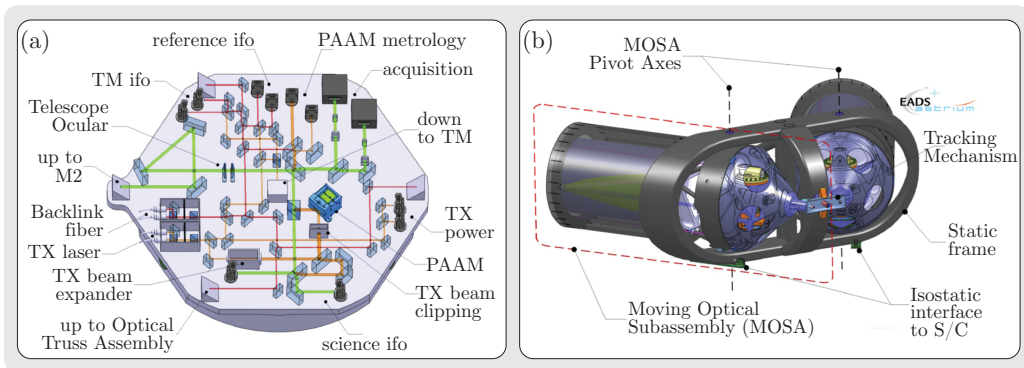 (a)
reference ifo
PAAM metrology
acquisition
TM ifo
Telescope
Ocular
down
to TM
up to
M2
Backlink
fiber
TX laser
TX beam
expander
up to Optical
Truss Assembly
TX
power
PAAM
TX beam
clipping
science ifo
(b)
MOSA
Pivot Axes
EADS
astrium
Tracking
Mechanism
Static
frame
Moving Optical
Subassembly (MOSA)
Isostatic
interface
to S/C